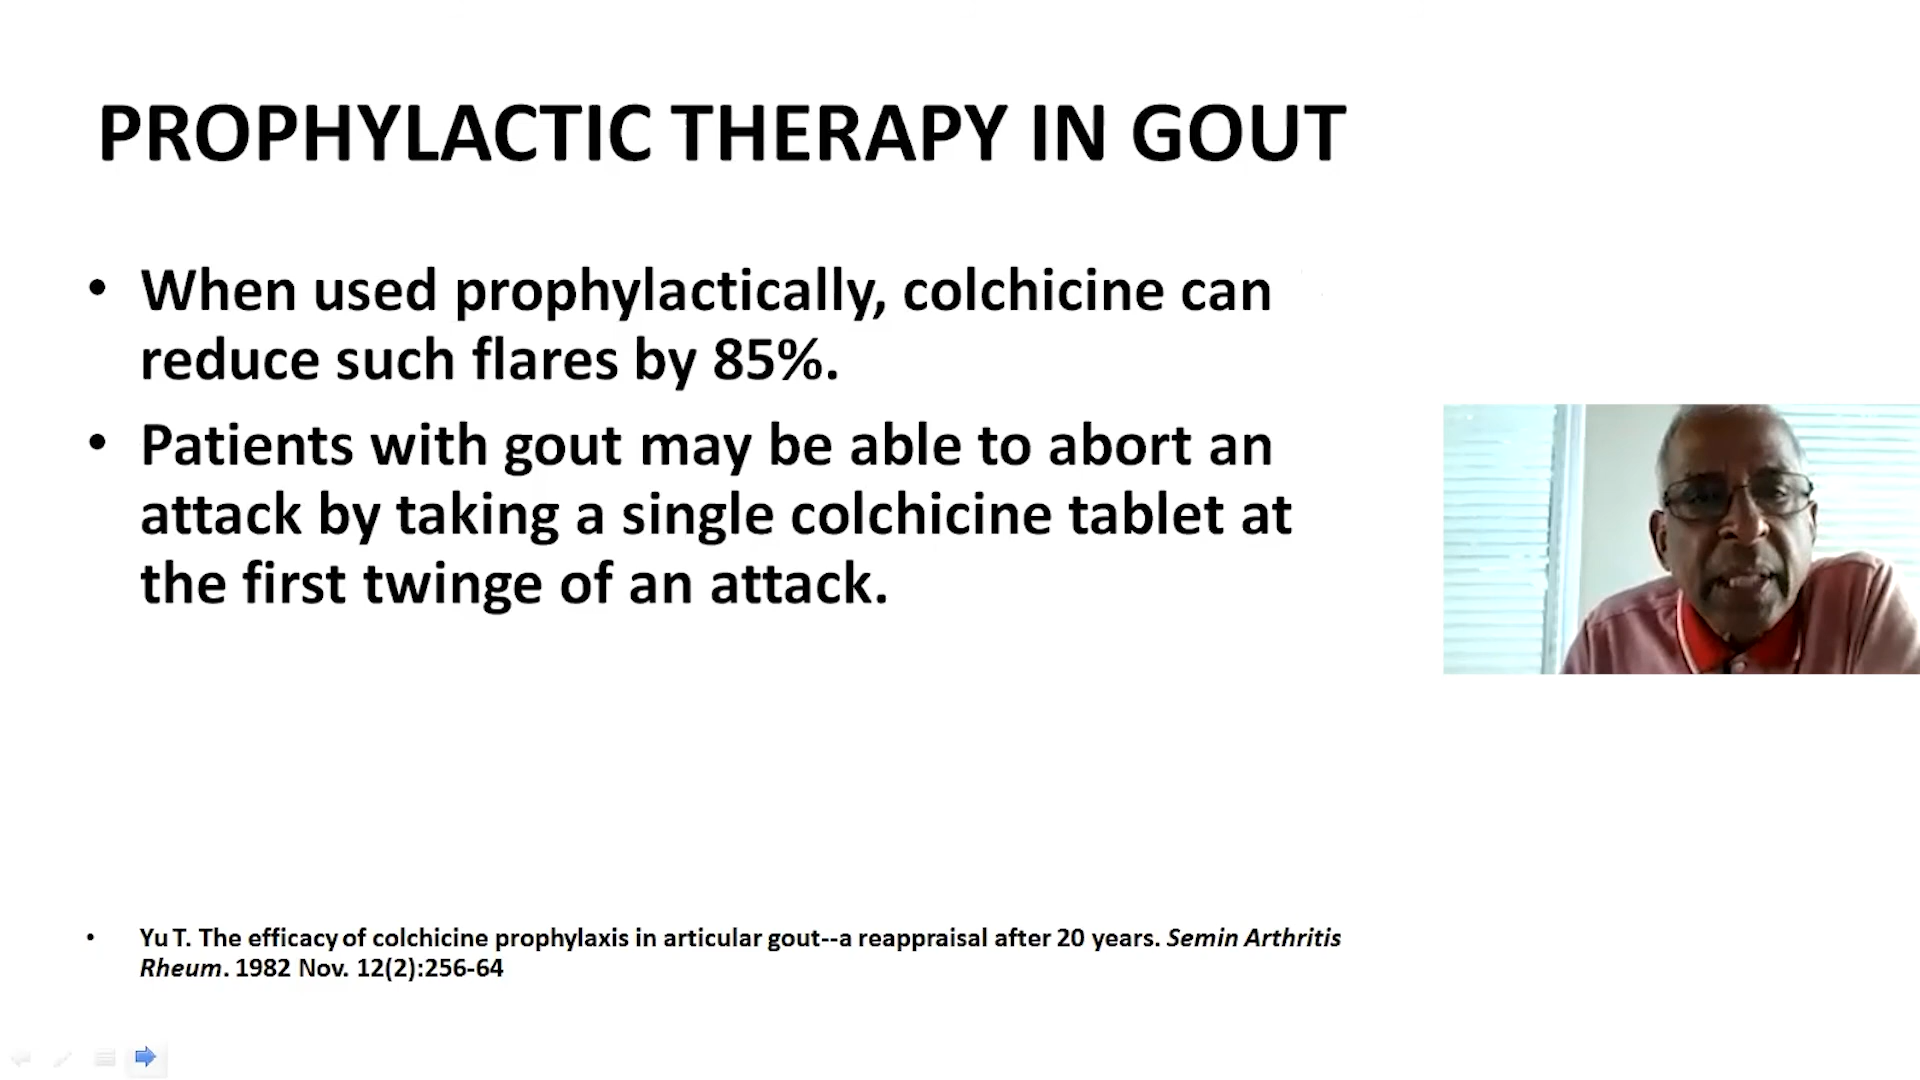 PROPHYLACTIC THERAPY IN GOUT
• When used prophylactically, colchicine can
reduce such flares by 85%.
• Patients with gout may be able to abort an
attack by taking a single colchicine tablet at
the first twinge of an attack.
• Yu T. The efficacy of colchicine prophylaxis in articular gout--a reappraisal after 20 years. Semin Arthritis
Rheum. 1982 Nov. 12(2):256-64